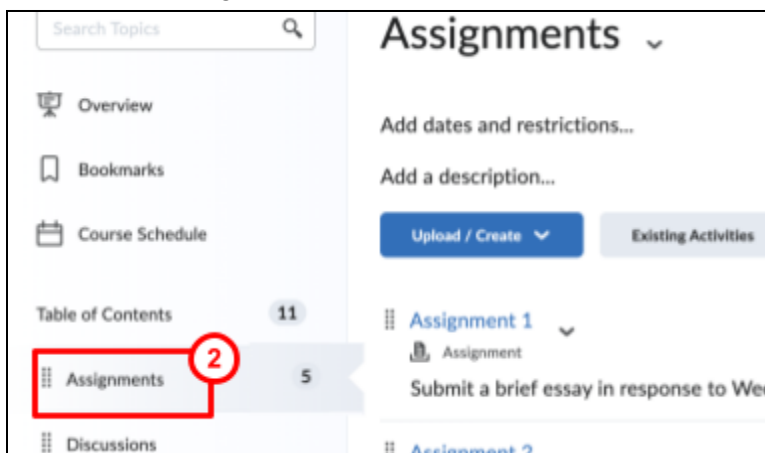 Search Topics
Overview
Bookmarks
Course Schedule
Table of Contents 11
2
Assignments 5
Discussions
Assignments
Add dates and restrictions...
Add a description...
Upload / Create Existing Activities
Assignment 1
Assignment
Submit a brief essay in response to Wee
Assignment 2